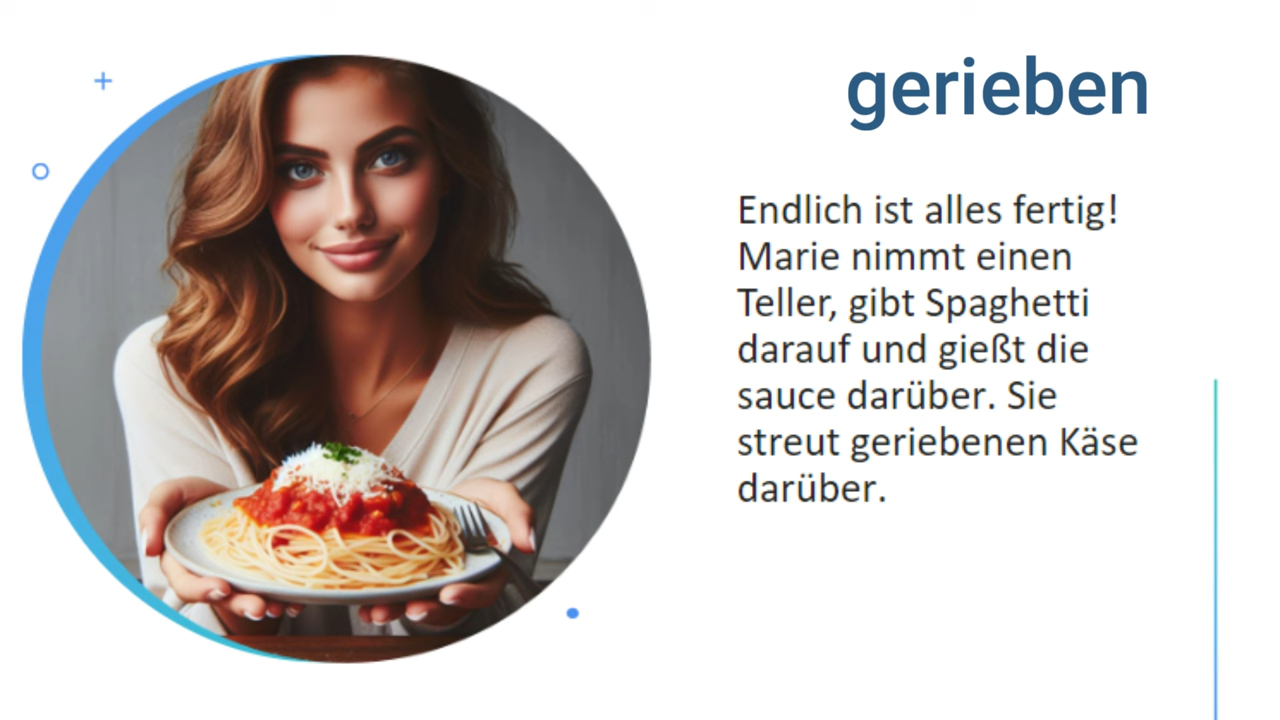 gerieben
Endlich ist alles fertig!
Marie nimmt einen
Teller, gibt Spaghetti
darauf und gießt die
sauce darüber. Sie
streut geriebenen Käse
darüber.